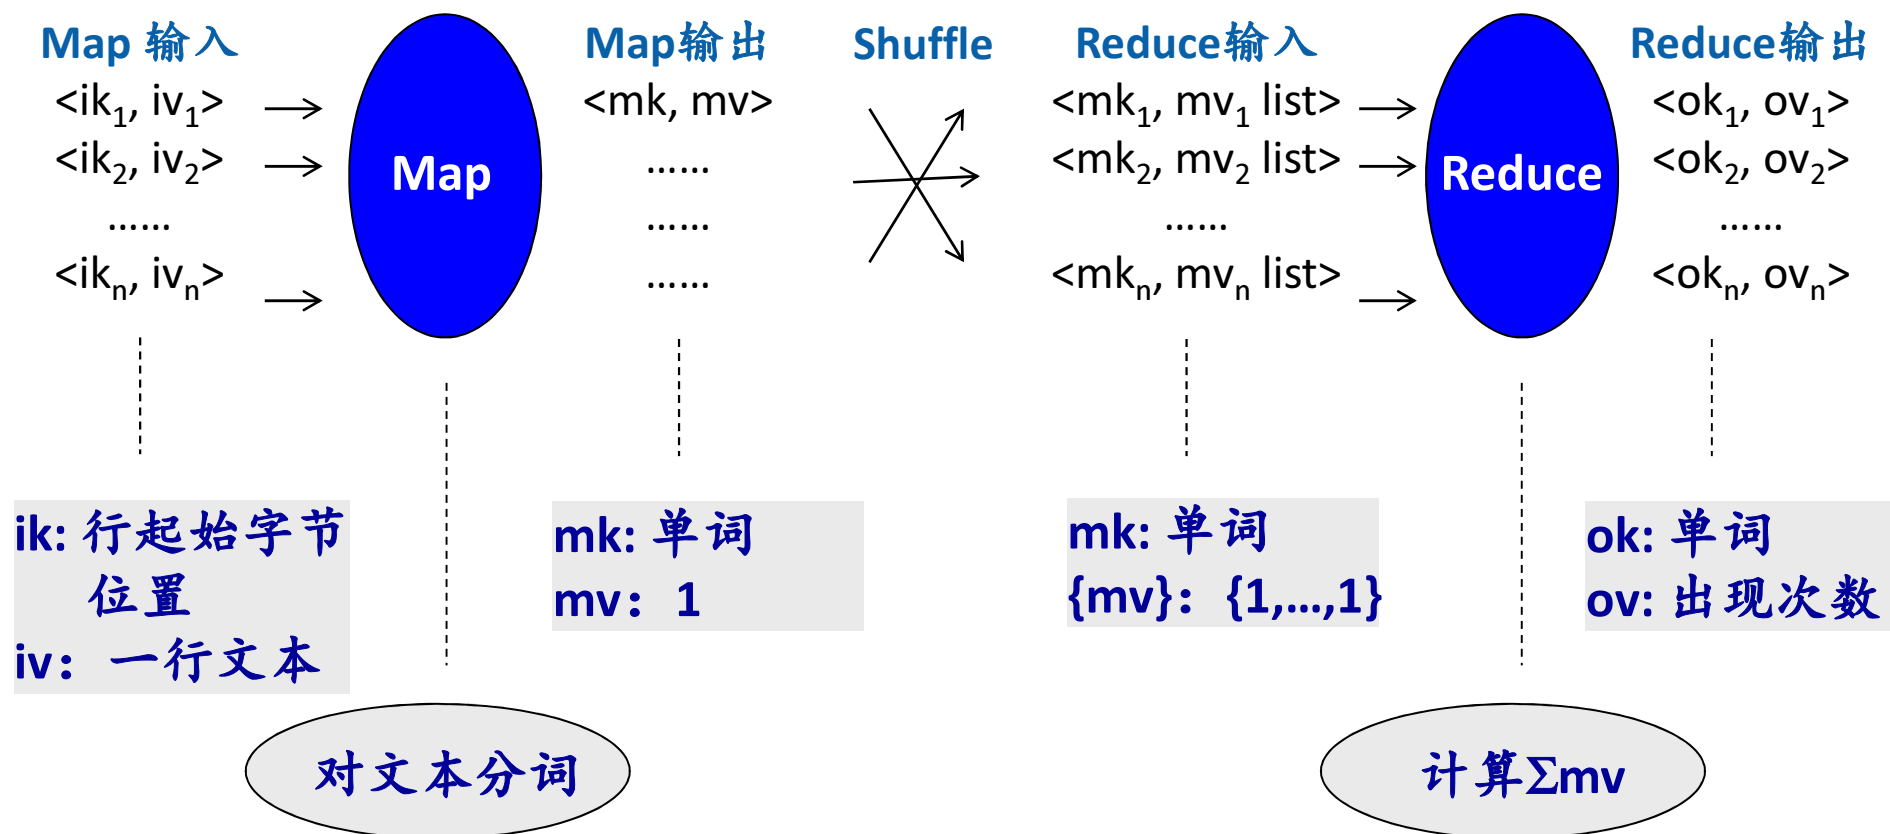 Map 输入
Map输出
Shuffle
Reduce输入
Reduce输出
<ik₁, iv₁>
<ik₂, iv₂>
……
<ikₙ, ivₙ>
Map
<mk, mv>
……
……
……
<mk₁, mv₁ list>
<mk₂, mv₂ list>
……
<mkₙ, mvₙ list>
Reduce
<ok₁, ov₁>
<ok₂, ov₂>
……
<okₙ, ovₙ>
ik: 行起始字节
位置
iv：一行文本
mk: 单词
mv：1
mk: 单词
{mv}：{1,…,1}
ok: 单词
ov: 出现次数
对文本分词
计算Σmv